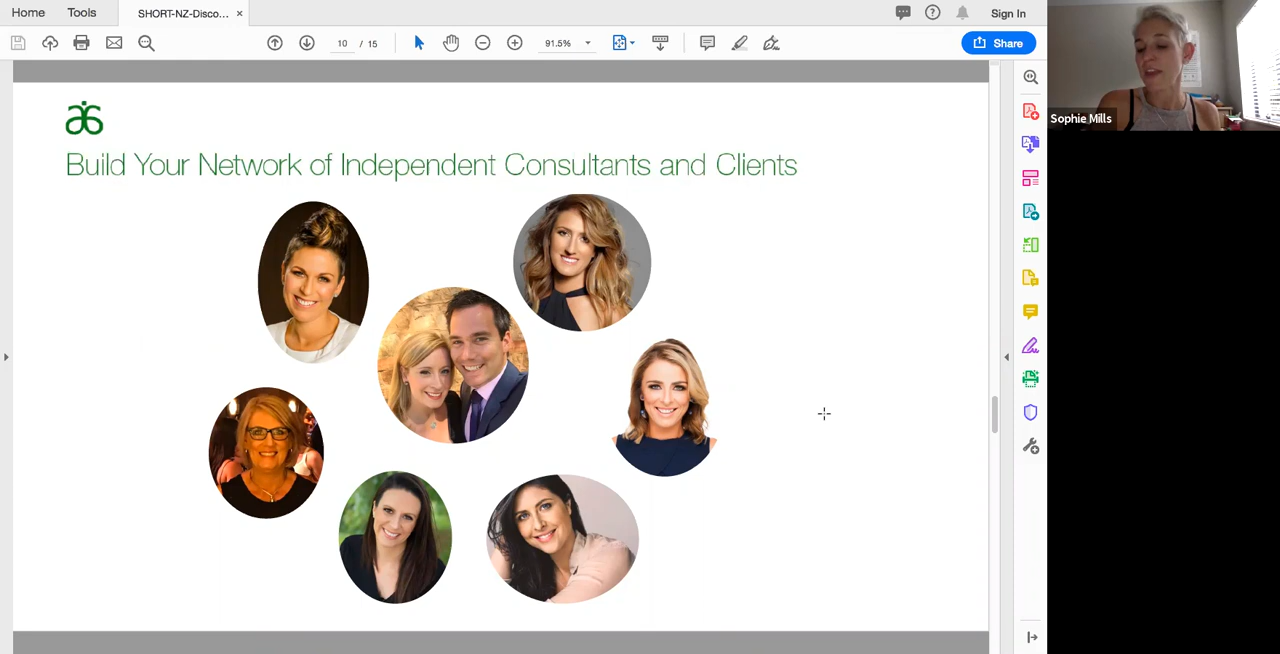 Home Tools SHORT-NZ-Disco... × Sign In
10 / 15 91.5% Share
Build Your Network of Independent Consultants and Clients
Sophie Mills